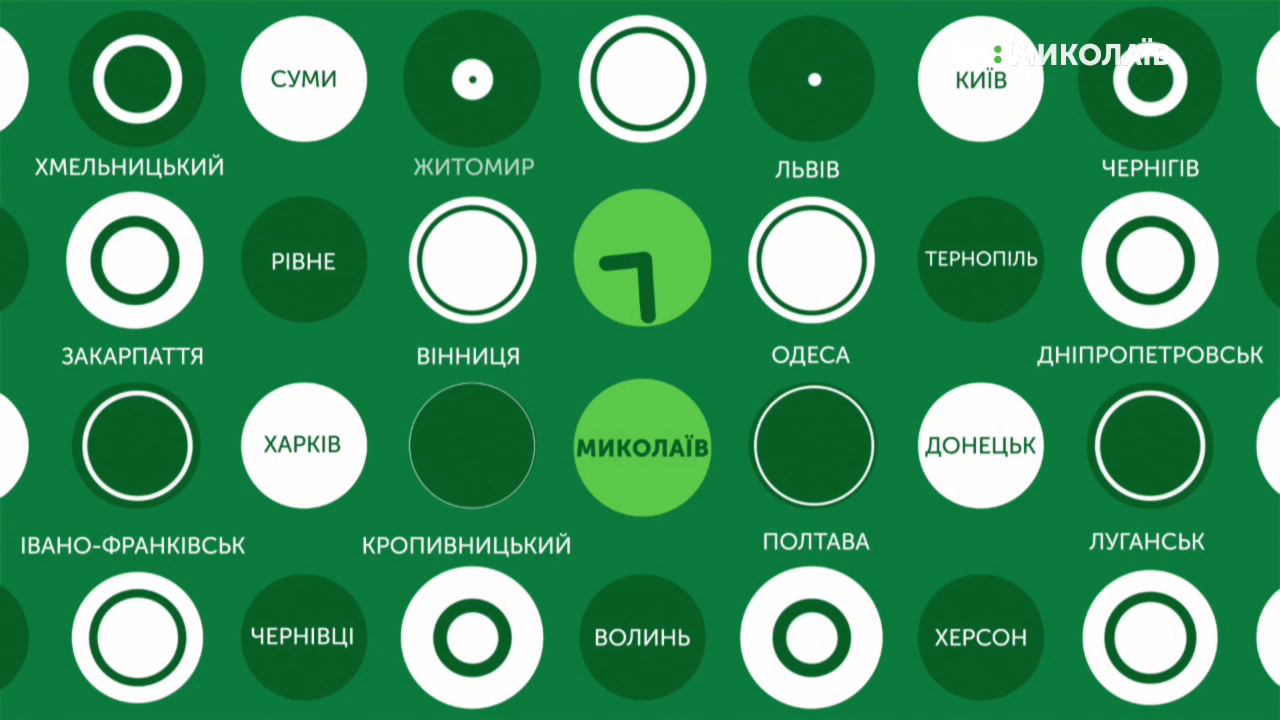 МИКОЛАЇВ
СУМИ
КИЇВ
ХМЕЛЬНИЦЬКИЙ
ЖИТОМИР
ЛЬВІВ
ЧЕРНІГІВ
РІВНЕ
ТЕРНОПІЛЬ
ЗАКАРПАТТЯ
ВІННИЦЯ
ОДЕСА
ДНІПРОПЕТРОВСЬК
ХАРКІВ
МИКОЛАЇВ
ДОНЕЦЬК
ІВАНО-ФРАНКІВСЬК
КРОПИВНИЦЬКИЙ
ПОЛТАВА
ЛУГАНСЬК
ЧЕРНІВЦІ
ВОЛИНЬ
ХЕРСОН